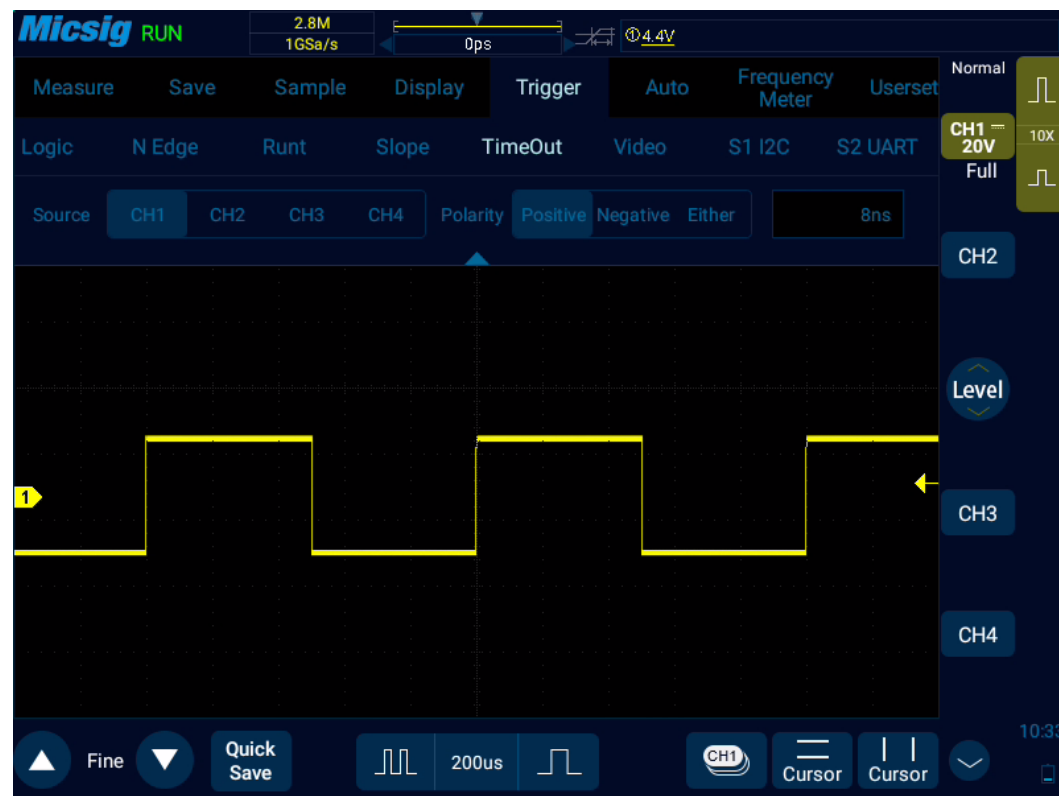 Micsig RUN 2.8M 1GSa/s 0ps ①4.4V
Measure Save Sample Display Trigger Auto Frequency Meter Userset
Normal
Logic N Edge Runt Slope TimeOut Video S1 I2C S2 UART
CH1 20V
10X
Full
Source CH1 CH2 CH3 CH4 Polarity Positive Negative Either 8ns
CH2
Level
1
CH3
CH4
Fine
Quick Save
200us
CH1
Cursor
Cursor
10:33